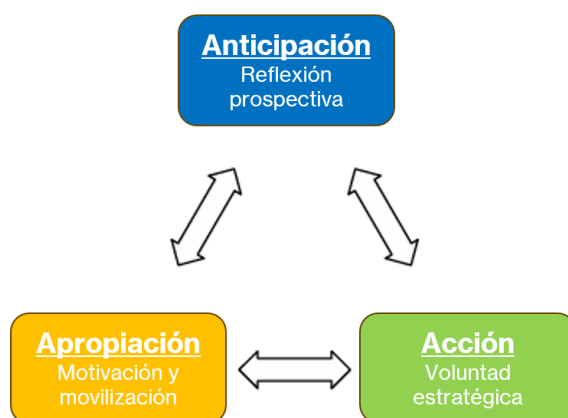 Anticipación
Reflexión
prospectiva
Apropiación
Motivación y
movilización
Acción
Voluntad
estratégica